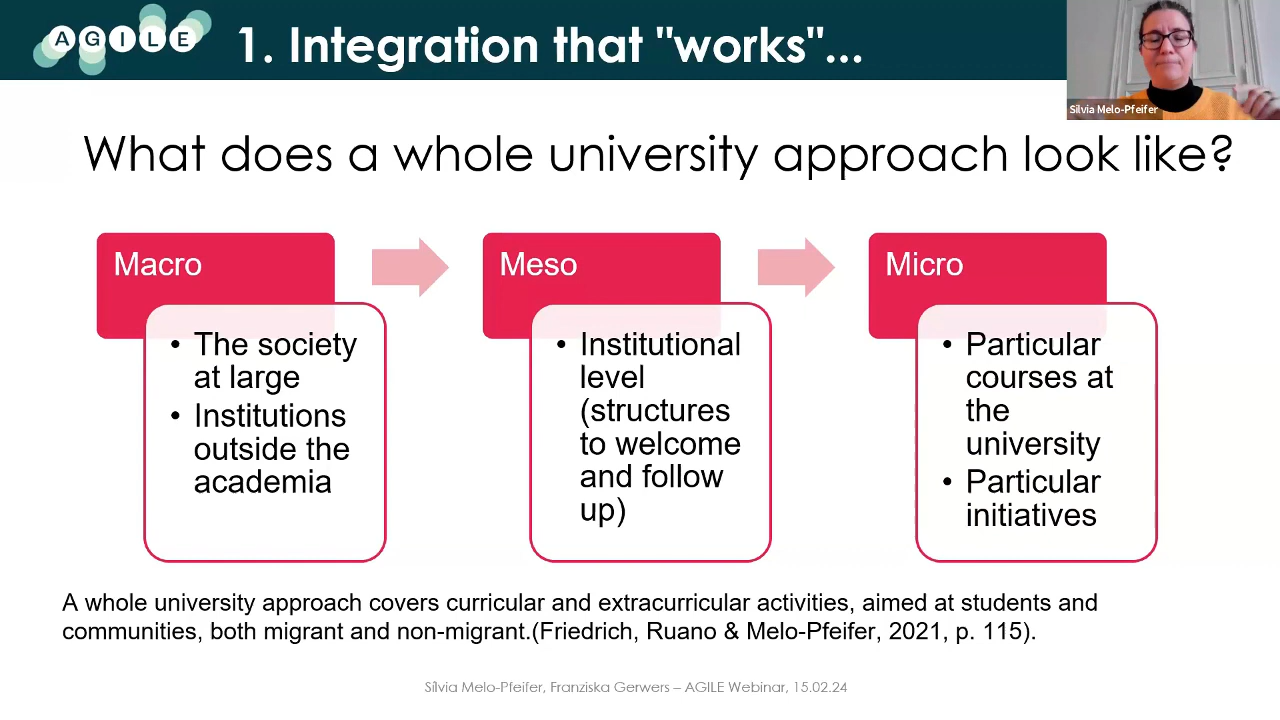 AGILE
1. Integration that "works"...
Sílvia Melo-Pfeifer
What does a whole university approach look like?
Macro
• The society
at large
• Institutions
outside the
academia
Meso
• Institutional
level
(structures
to welcome
and follow
up)
Micro
• Particular
courses at
the
university
• Particular
initiatives
A whole university approach covers curricular and extracurricular activities, aimed at students and
communities, both migrant and non-migrant.(Friedrich, Ruano & Melo-Pfeifer, 2021, p. 115).
Sílvia Melo-Pfeifer, Franziska Gerwers – AGILE Webinar, 15.02.24